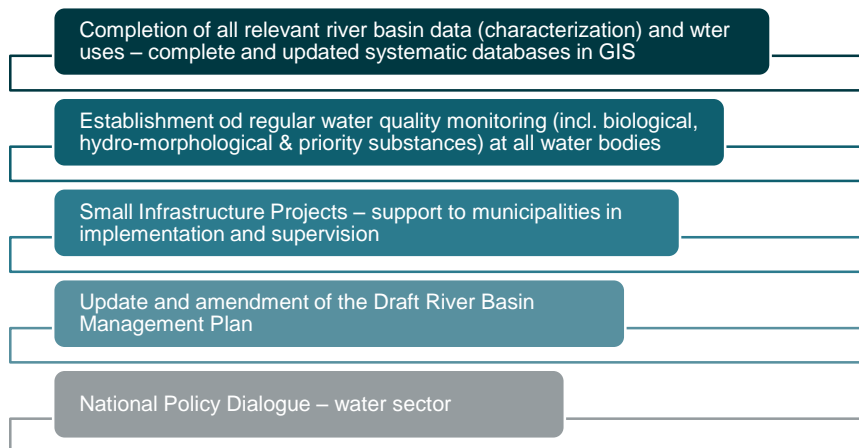 Completion of all relevant river basin data (characterization) and wter
uses – complete and updated systematic databases in GIS
Establishment od regular water quality monitoring (incl. biological,
hydro-morphological & priority substances) at all water bodies
Small Infrastructure Projects – support to municipalities in
implementation and supervision
Update and amendment of the Draft River Basin
Management Plan
National Policy Dialogue – water sector